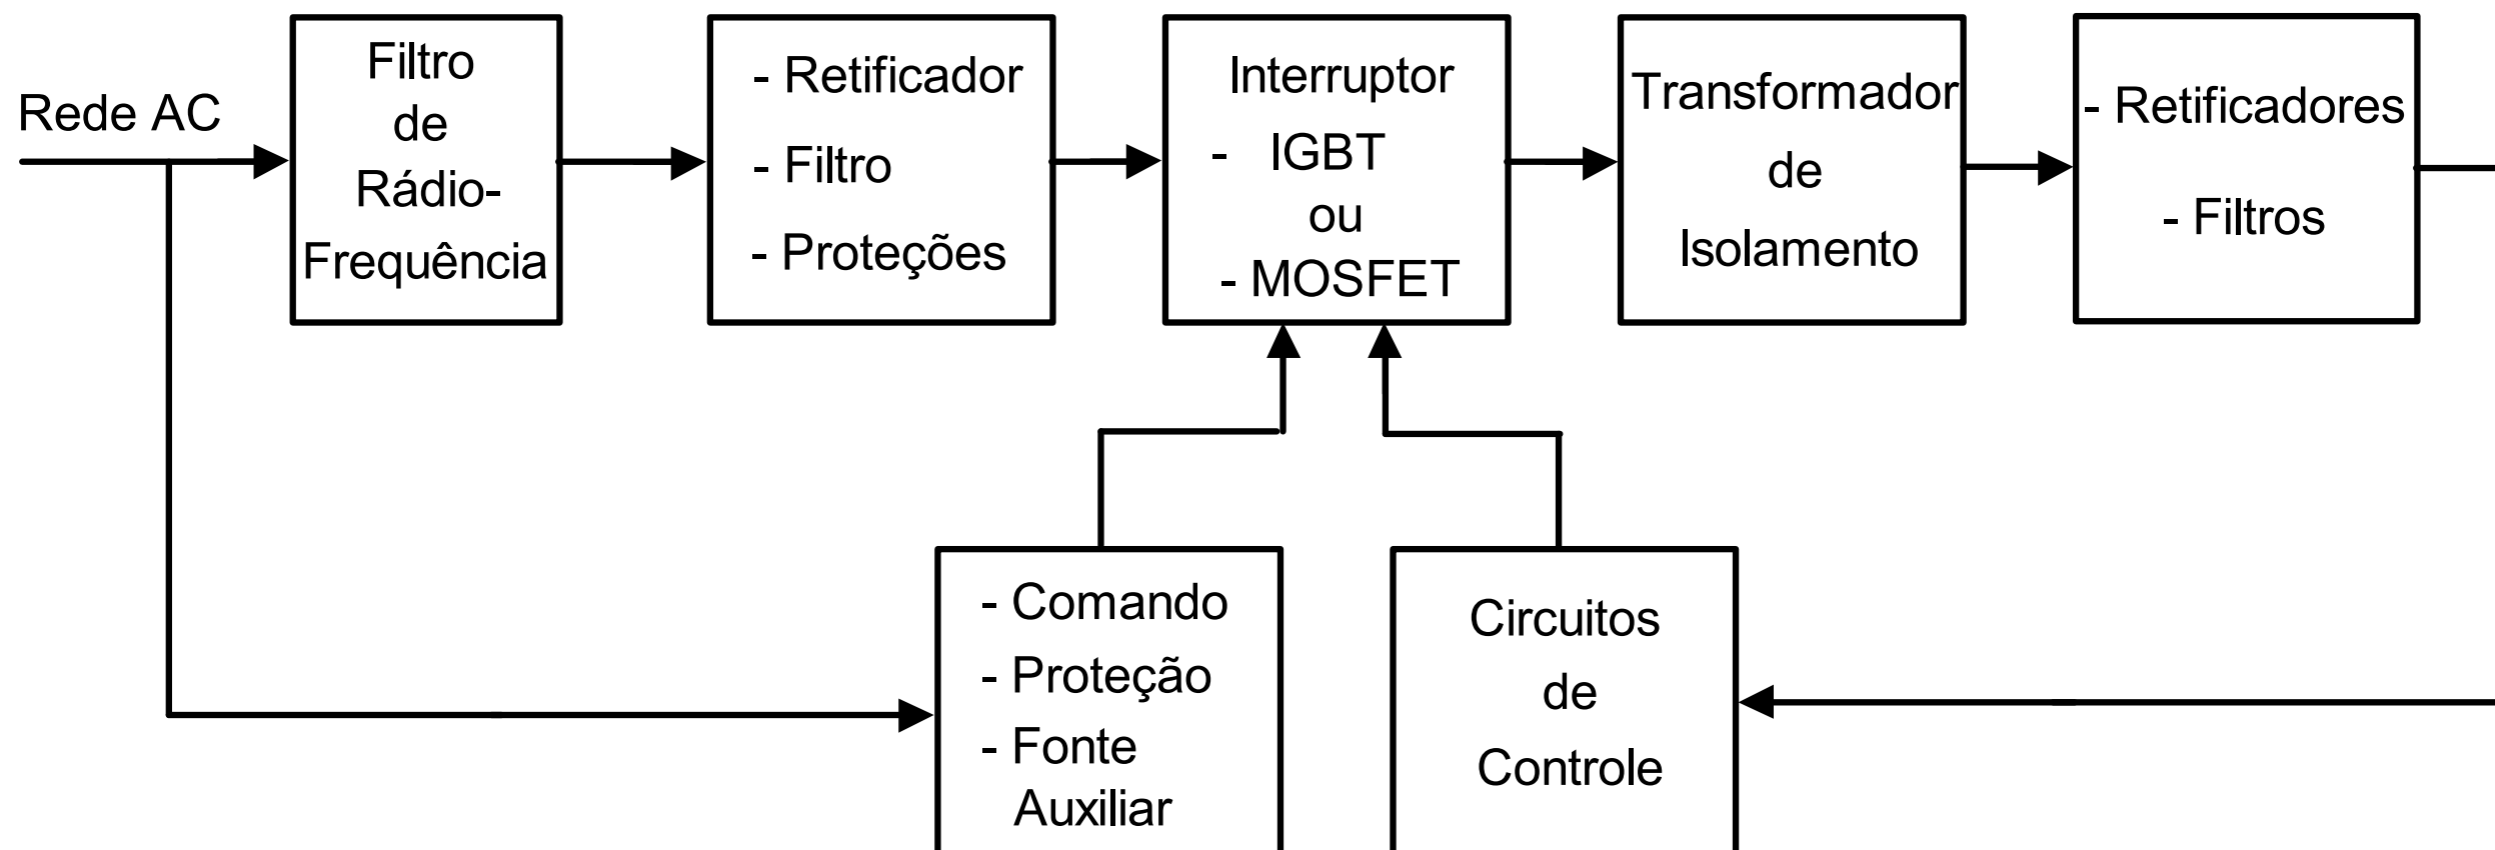 Rede AC
Filtro
de
Rádio-
Frequência
- Retificador
- Filtro
- Proteções
Interruptor
- IGBT
ou
- MOSFET
Transformador
de
Isolamento
- Retificadores
- Filtros
- Comando
- Proteção
- Fonte
Auxiliar
Circuitos
de
Controle